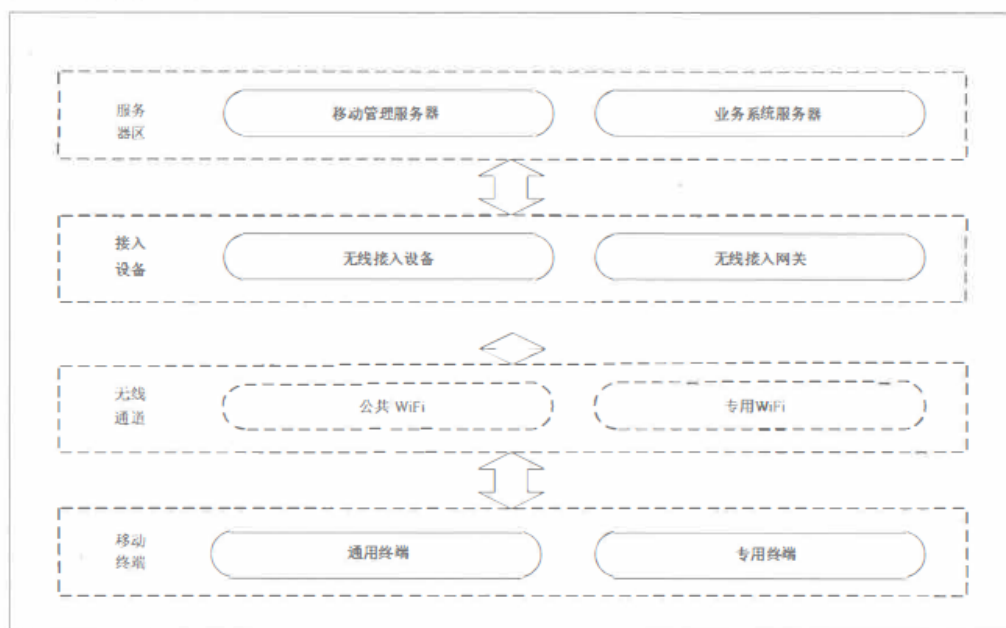 服务
器区
移动管理服务器
业务系统服务器
接入
设备
无线接入设备
无线接入网关
无线
通道
公共 WiFi
专用WiFi
移动
终端
通用终端
专用终端